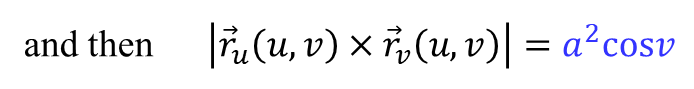 and then |r⃗ᵤ(u, v) × r⃗ᵥ(u, v)| = a²cosv